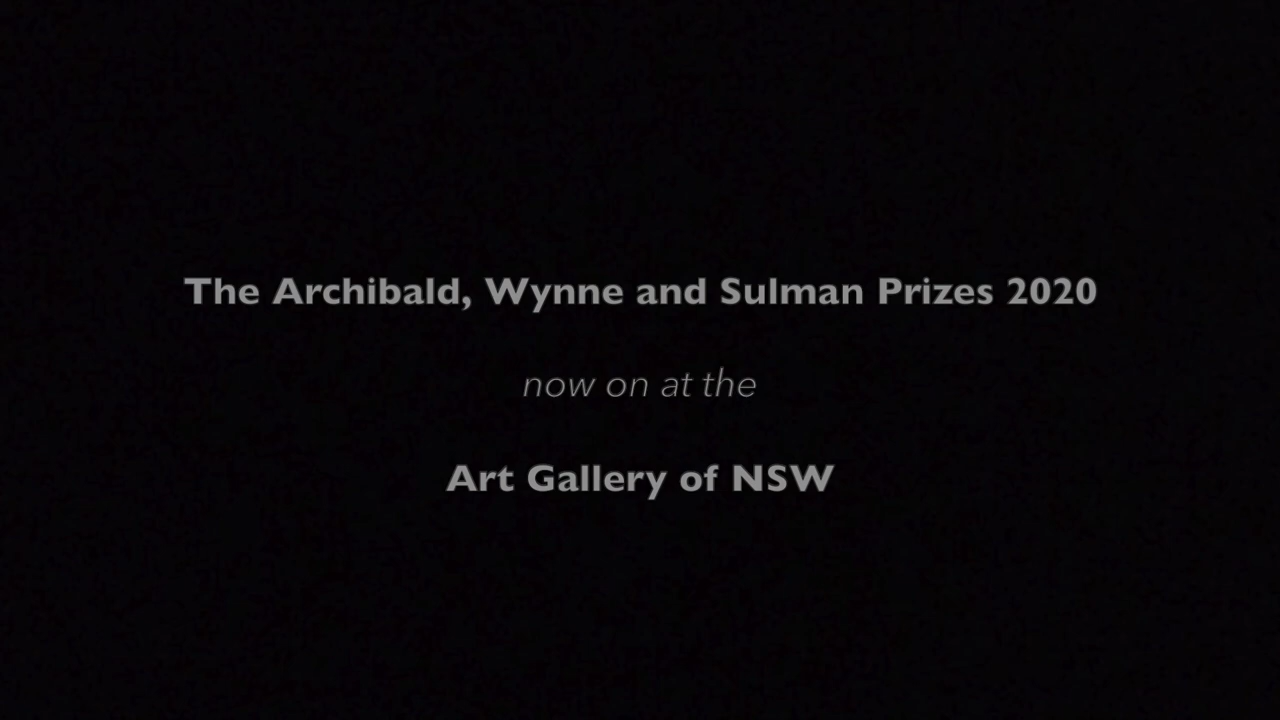 The Archibald, Wynne and Sulman Prizes 2020
now on at the
Art Gallery of NSW